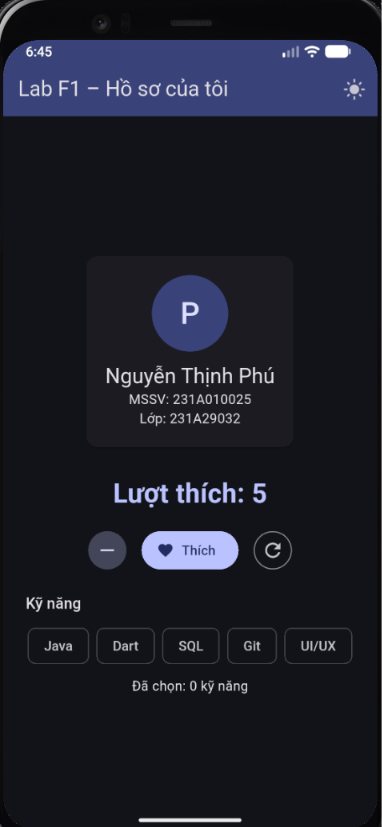 6:45
Lab F1 – Hồ sơ của tôi
P
Nguyễn Thịnh Phú
MSSV: 231A010025
Lớp: 231A29032
Lượt thích: 5
Thích
Kỹ năng
Java Dart SQL Git UI/UX
Đã chọn: 0 kỹ năng